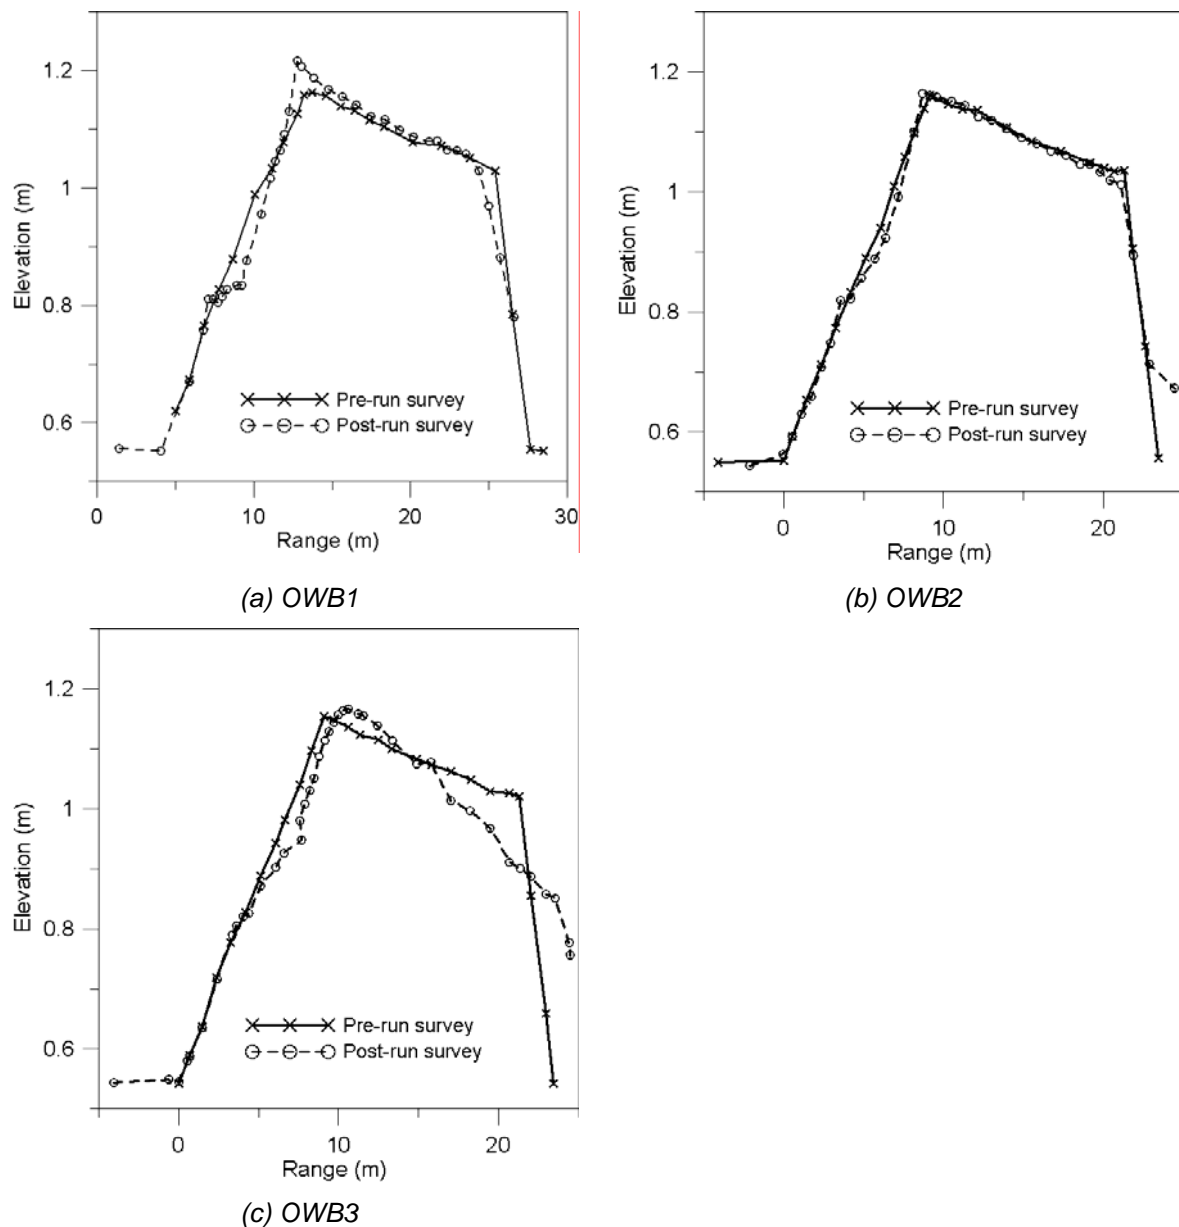 1.2
1
0.8
0.6
Elevation (m)
Pre-run survey
Post-run survey
0
10
20
30
Range (m)
(a) OWB1
1.2
1
0.8
0.6
Elevation (m)
Pre-run survey
Post-run survey
0
10
20
Range (m)
(b) OWB2
1.2
1
0.8
0.6
Elevation (m)
Pre-run survey
Post-run survey
0
10
20
Range (m)
(c) OWB3